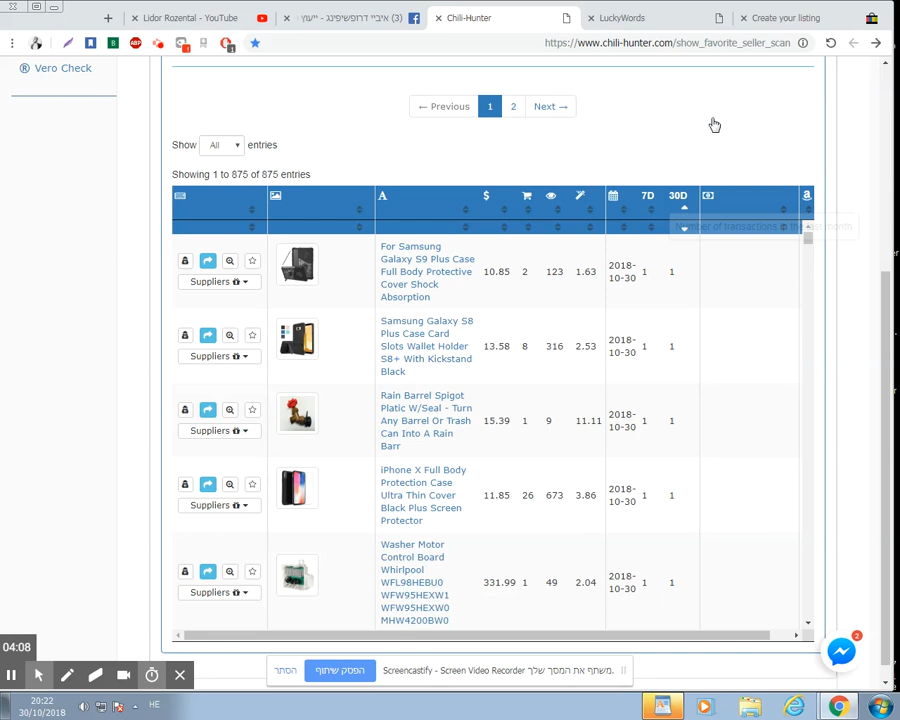 Lidor Rozental - YouTube
(3) איביי דרופשיפינג - ייעוץ
Chili-Hunter
LuckyWords
Create your listing
https://www.chili-hunter.com/show_favorite_seller_scan
Vero Check
← Previous 1 2 Next →
Show All entries
Showing 1 to 875 of 875 entries
A $ 7D 30D a
Number of transactions in the last month
For Samsung
Galaxy S9 Plus Case
Full Body Protective
Cover Shock
Absorption
10.85 2 123 1.63 2018-
10-30 1 1
Suppliers
Samsung Galaxy S8
Plus Case Card
Slots Wallet Holder
S8+ With Kickstand
Black
13.58 8 316 2.53 2018-
10-30 1 1
Suppliers
Rain Barrel Spigot
Platic W/Seal - Turn
Any Barrel Or Trash
Can Into A Rain
Barr
15.39 1 9 11.11 2018-
10-30 1 1
Suppliers
iPhone X Full Body
Protection Case
Ultra Thin Cover
Black Plus Screen
Protector
11.85 26 673 3.86 2018-
10-30 1 1
Suppliers
Washer Motor
Control Board
Whirlpool
WFL98HEBU0
WFW95HEXW1
WFW95HEXW0
MHW4200BW0
331.99 1 49 2.04 2018-
10-30 1 1
Suppliers
04:08
2
הסתר
הפסק שיתוף
Screencastify - Screen Video Recorder משתף את המסך שלך.
HE
20:22
30/10/2018